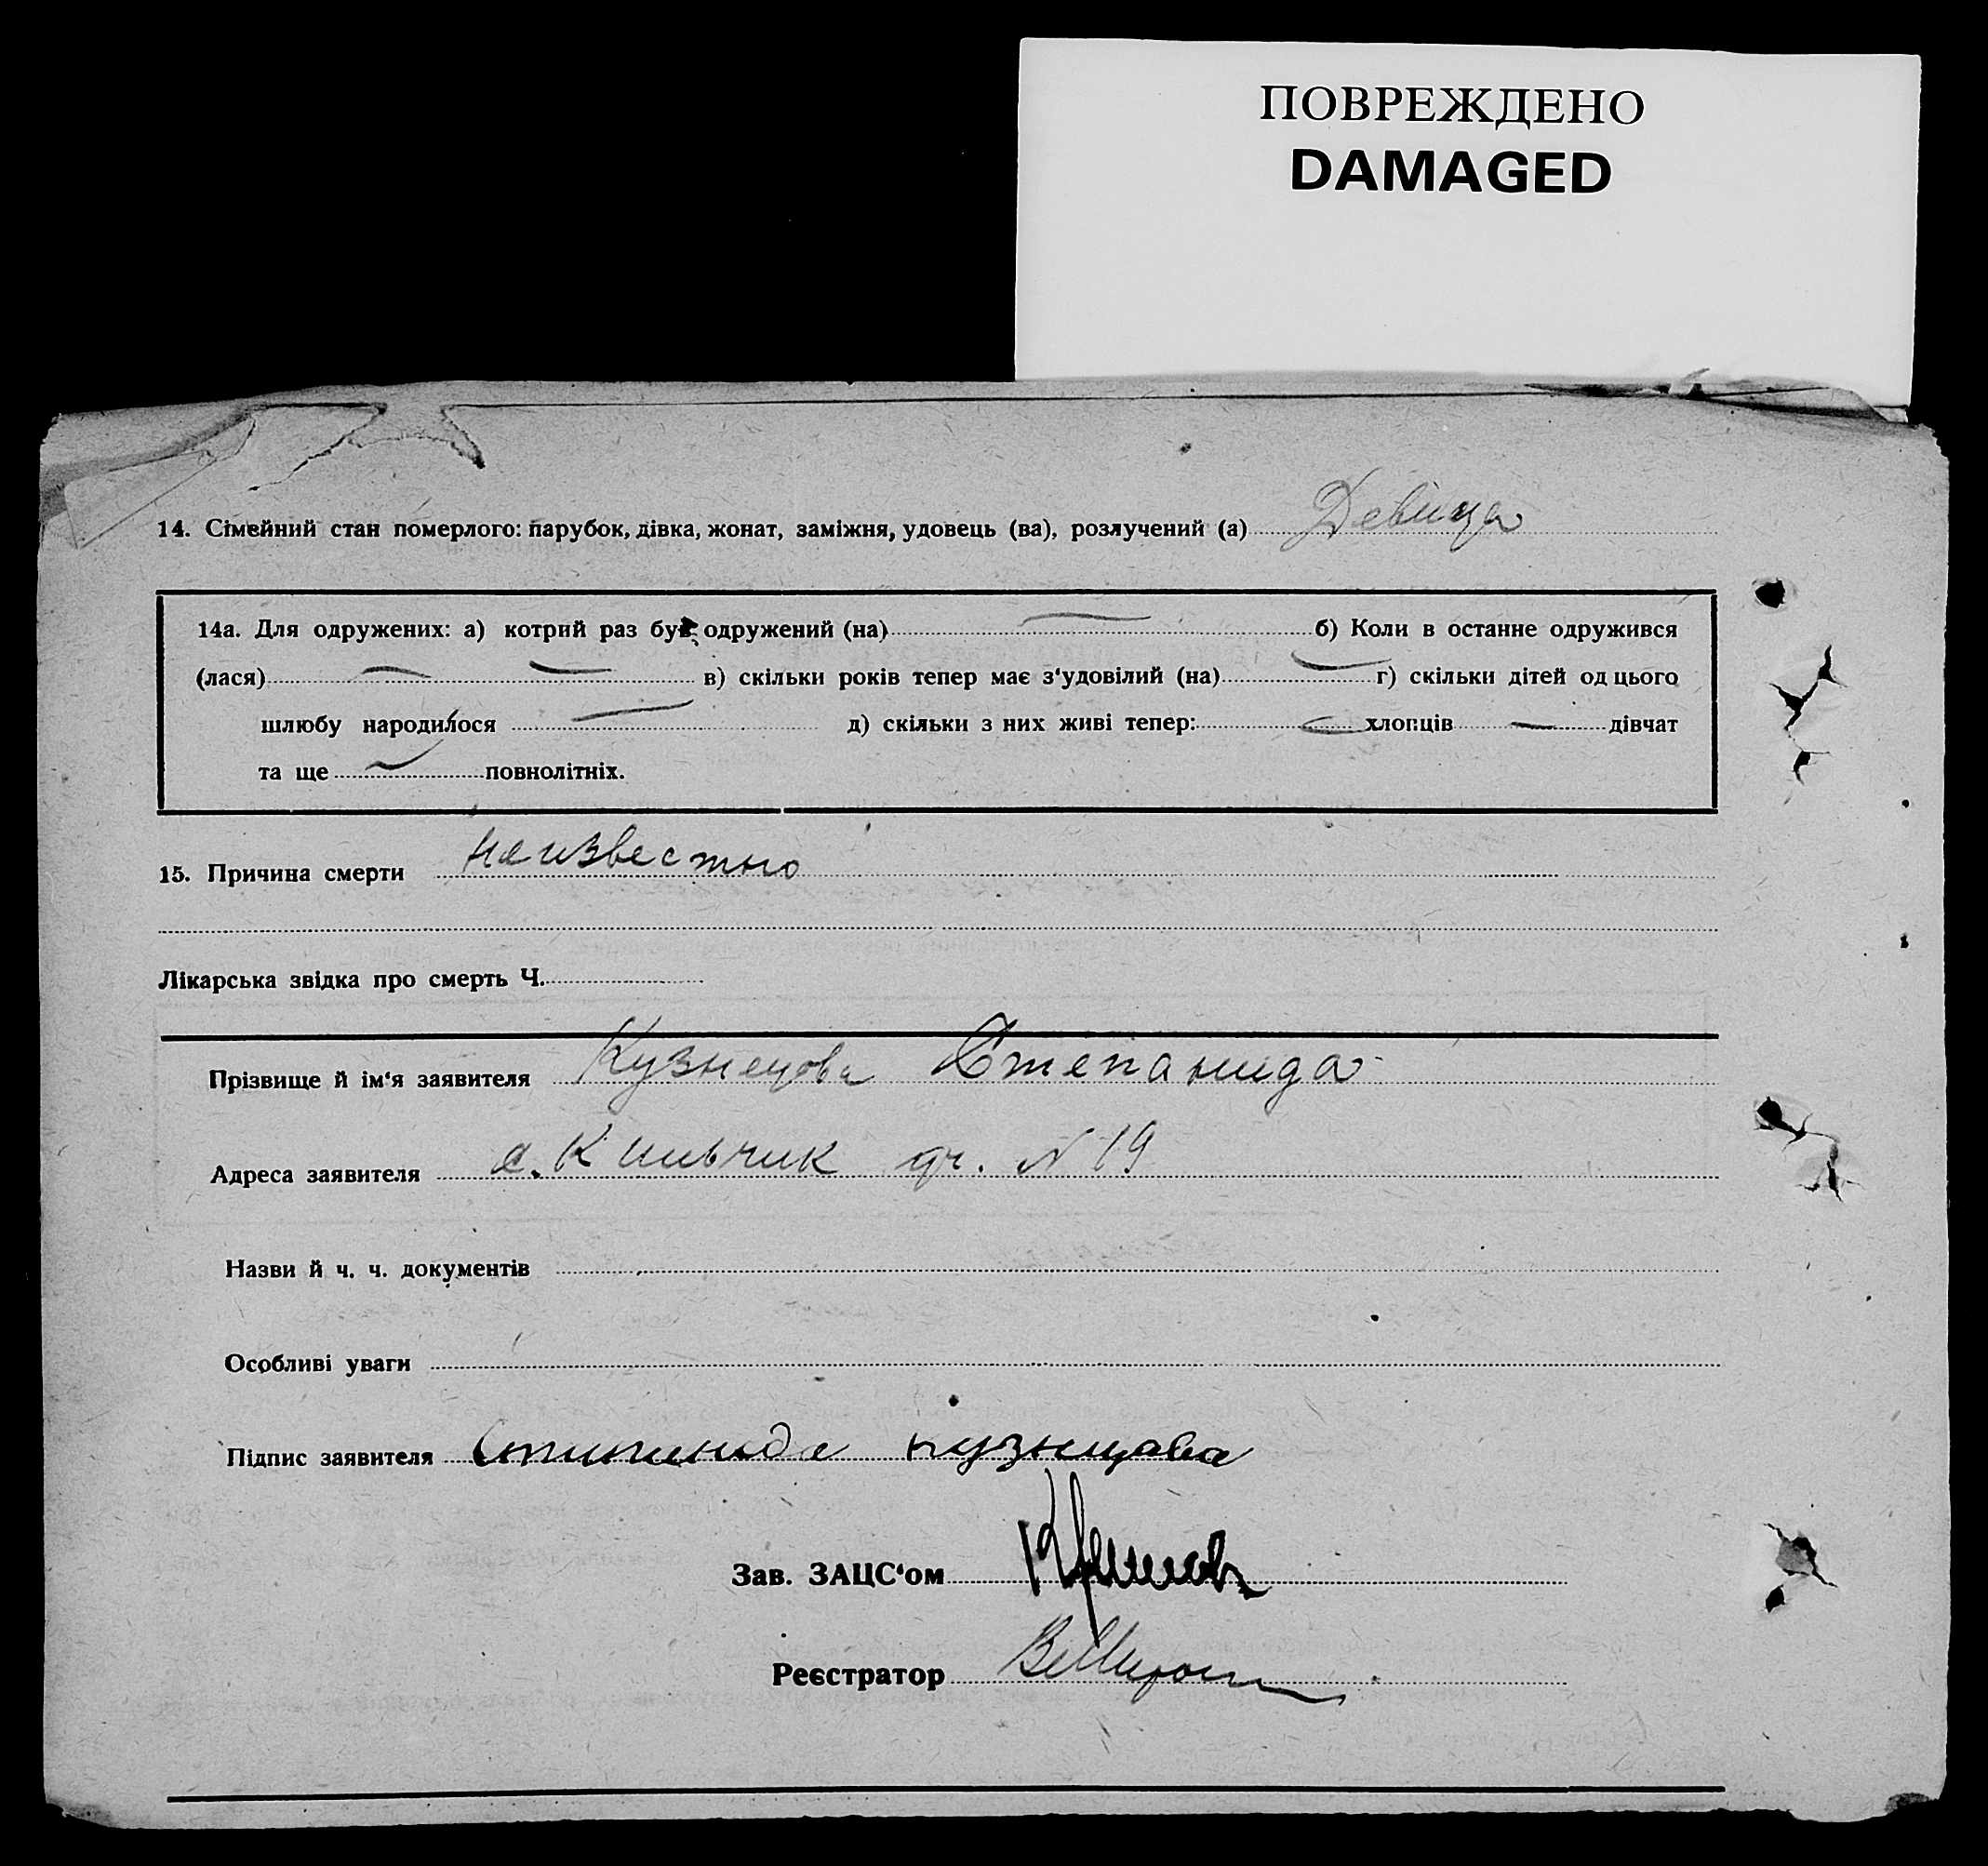 ПОВРЕЖДЕНО
DAMAGED
14. Сімейний стан померлого: парубок, дівка, жонат, заміжня, удовець (ва), розлучений (а) Девица
14а. Для одружених: а) котрий раз був одружений (на) — б) Коли в останнє одружився
(лася) — — в) скільки років тепер має з‘удовілий (на) — г) скільки дітей од цього
шлюбу народилося — д) скільки з них живі тепер: — хлопців — дівчат
та ще — повнолітніх.
15. Причина смерти неизвестно
Лікарська звідка про смерть Ч.
Прізвище й ім‘я заявителя Кузнецова Степанида
Адреса заявителя с. Кильчик № 19
Назви й ч. ч. документів
Особливі уваги
Підпис заявителя кузницова
Зав. ЗАЦС‘ом
Реєстратор